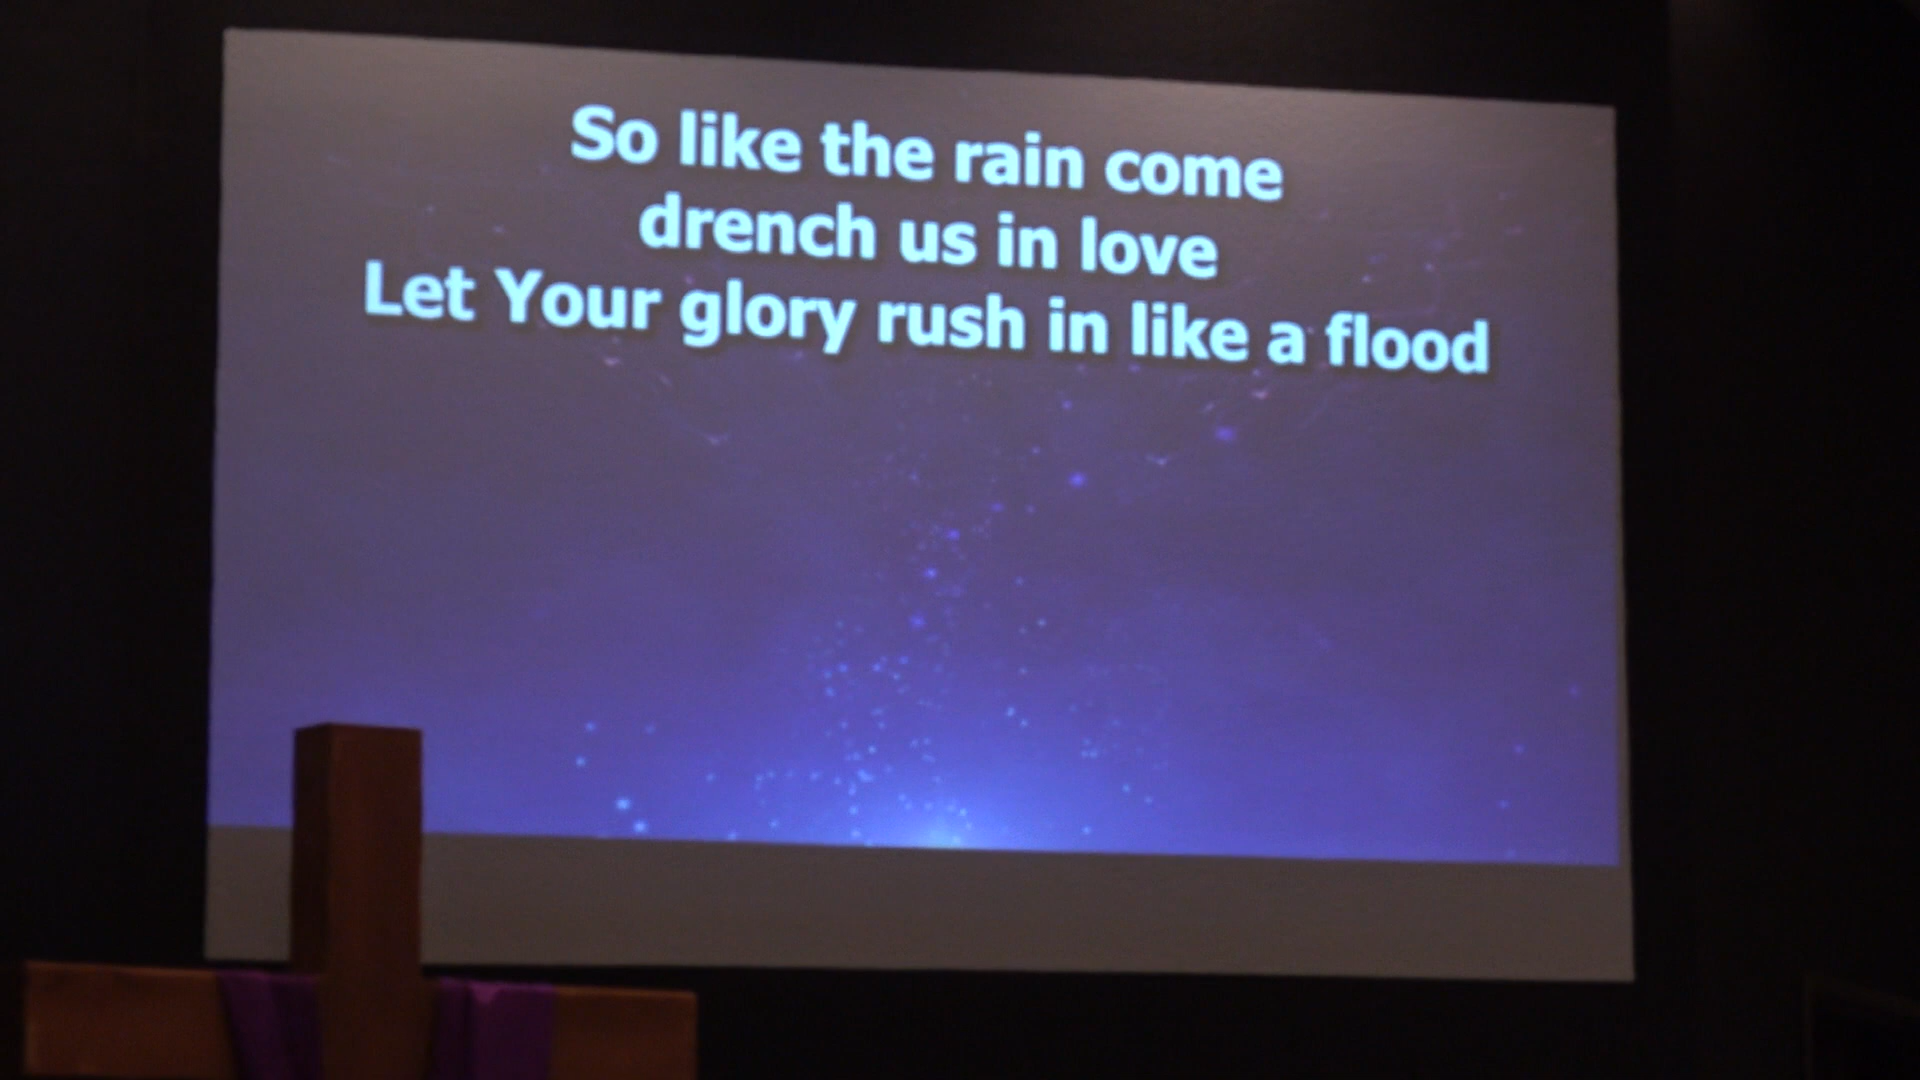 So like the rain come
drench us in love
Let Your glory rush in like a flood